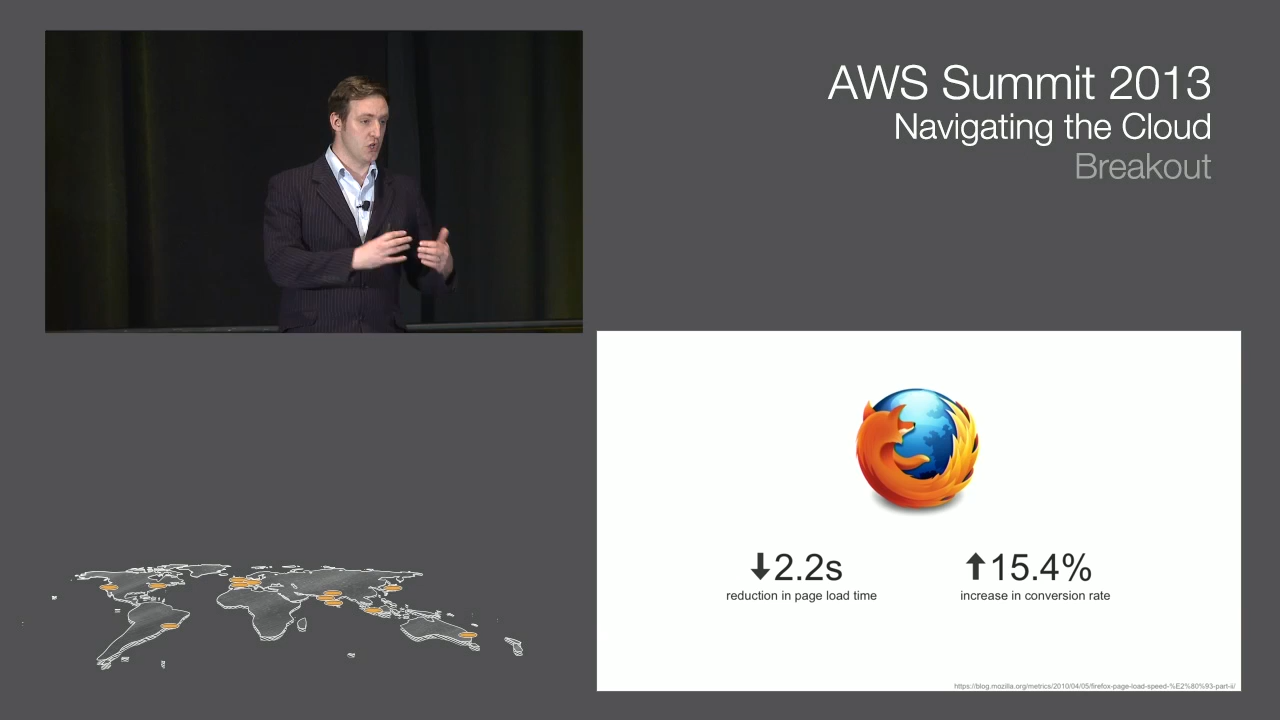 AWS Summit 2013
Navigating the Cloud
Breakout
2.2s
reduction in page load time
15.4%
increase in conversion rate
https://blog.mozilla.org/metrics/2010/04/05/firefox-page-load-speed-%E2%80%93-part-ii/